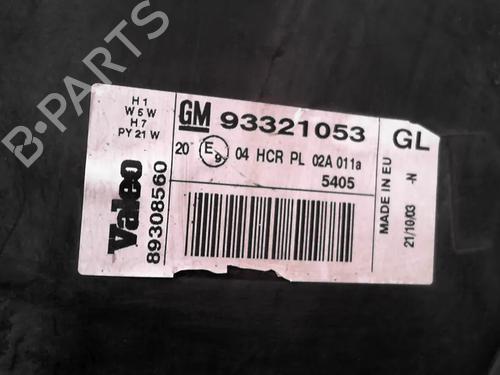 B-PARTS
H1
W5W
H7
PY 21 W
Valeo
89308560
GM 93321053
20 E9 04 HCR PL 02A 011a
5405
GL
MADE IN EU
21/10/03 -N